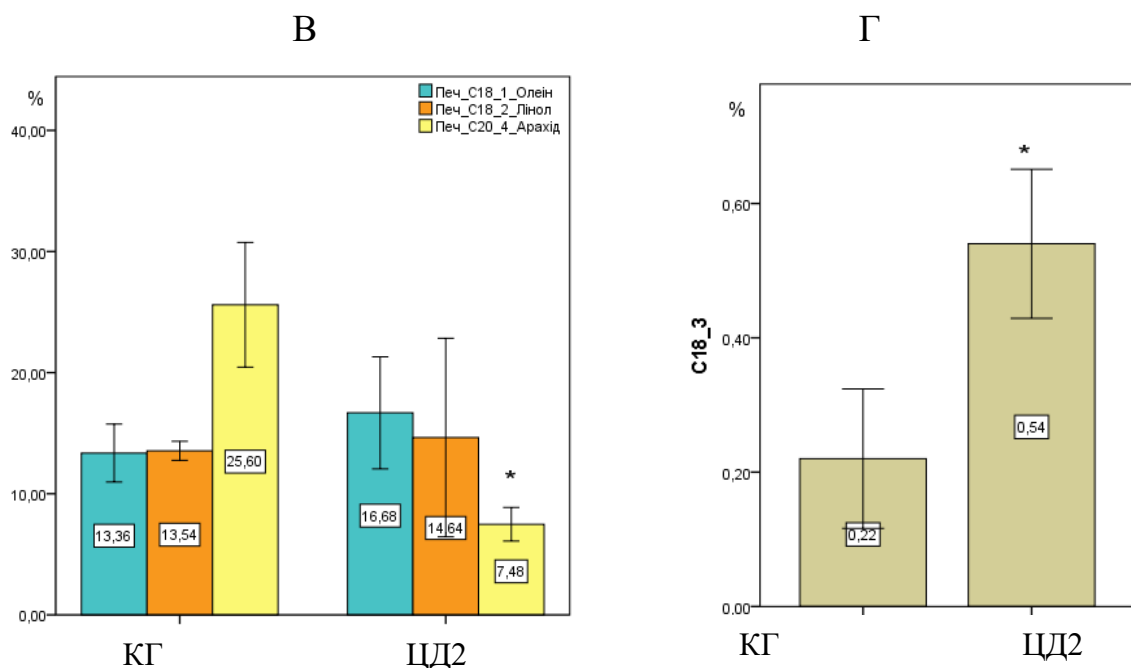 В
Г
%
Печ_С18_1_Олеін
Печ_С18_2_Лінол
Печ_С20_4_Арахід
40,00
30,00
20,00
10,00
0,00
13,36
13,54
25,60
16,68
14,64
*
7,48
КГ
ЦД2
%
0,60
0,40
0,20
0,00
C18_3
0,22
*
0,54
КГ
ЦД2